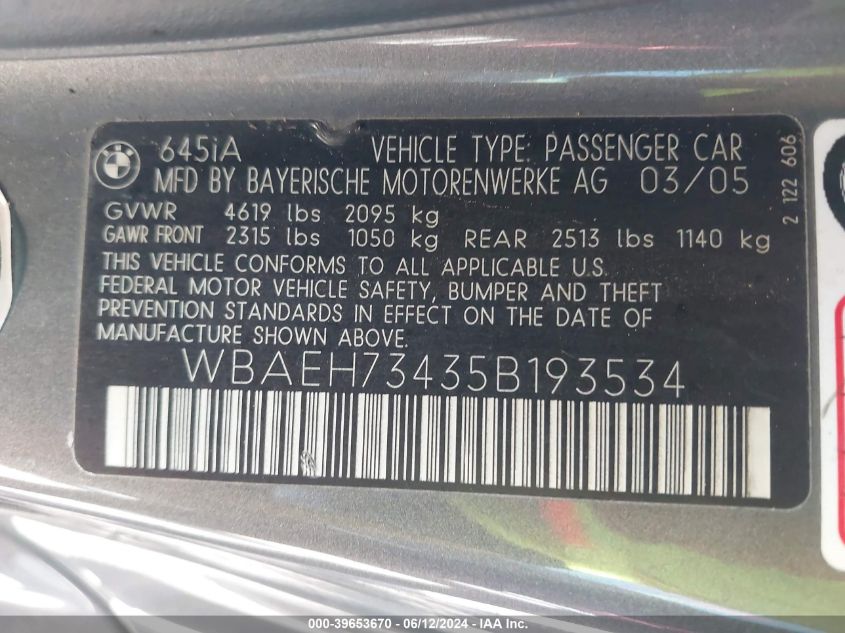 645iA VEHICLE TYPE: PASSENGER CAR
MFD BY BAYERISCHE MOTORENWERKE AG 03/05
GVWR 4619 lbs 2095 kg
GAWR FRONT 2315 lbs 1050 kg REAR 2513 lbs 1140 kg
THIS VEHICLE CONFORMS TO ALL APPLICABLE U.S.
FEDERAL MOTOR VEHICLE SAFETY, BUMPER AND THEFT
PREVENTION STANDARDS IN EFFECT ON THE DATE OF
MANUFACTURE SHOWN ABOVE.
WBAEH73435B193534
2 122 606
000-39653670 - 06/12/2024 - IAA Inc.